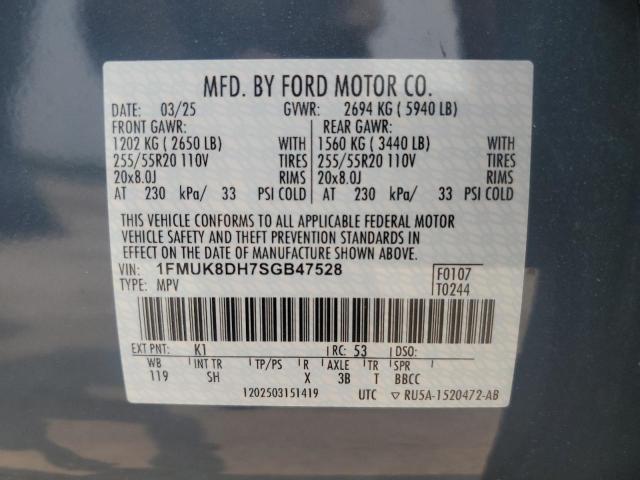 MFD. BY FORD MOTOR CO.
DATE: 03/25 GVWR: 2694 KG ( 5940 LB)
FRONT GAWR: REAR GAWR:
1202 KG ( 2650 LB) WITH 1560 KG ( 3440 LB) WITH
255/55R20 110V TIRES 255/55R20 110V TIRES
20x8.0J RIMS 20x8.0J RIMS
AT 230 kPa/ 33 PSI COLD AT 230 kPa/ 33 PSI COLD
THIS VEHICLE CONFORMS TO ALL APPLICABLE FEDERAL MOTOR
VEHICLE SAFETY AND THEFT PREVENTION STANDARDS IN
EFFECT ON THE DATE OF MANUFACTURE SHOWN ABOVE.
VIN: 1FMUK8DH7SGB47528 F0107
TYPE: MPV T0244
EXT PNT: K1 RC: 53 DSO:
WB INT TR TP/PS R AXLE TR SPR
119 SH X 3B T BBCC
1202503151419 UTC ▽ RU5A-1520472-AB